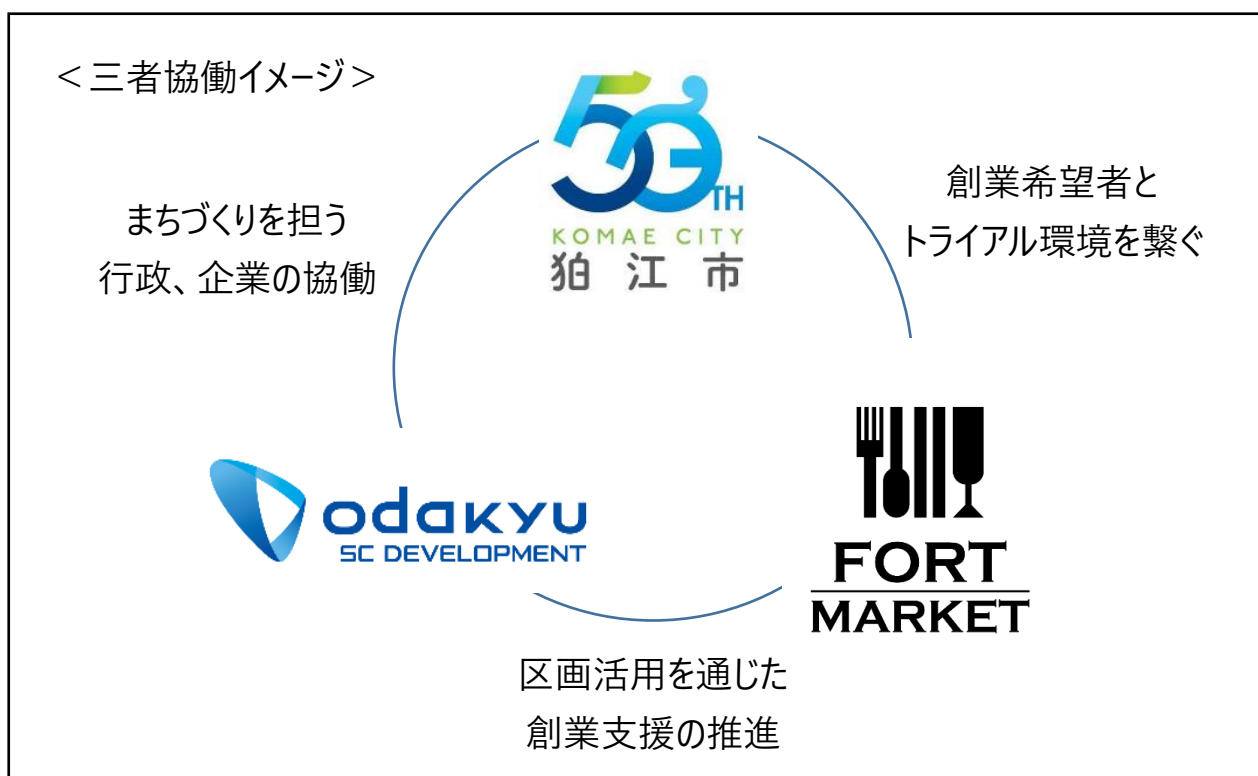 ＜三者協働イメージ＞
50TH
KOMAE CITY
狛江市
まちづくりを担う
行政、企業の協働
創業希望者と
トライアル環境を繋ぐ
odakyu
SC DEVELOPMENT
FORT
MARKET
区画活用を通じた
創業支援の推進